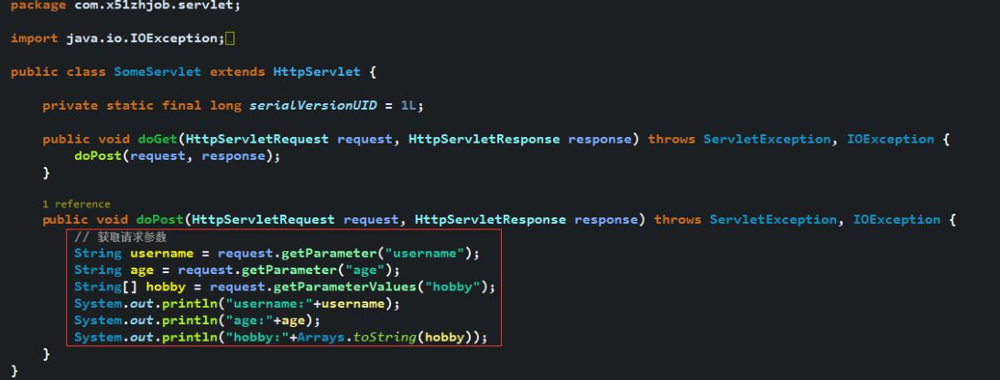 package com.x51zhjob.servlet;
import java.io.IOException;
public class SomeServlet extends HttpServlet {
private static final long serialVersionUID = 1L;
public void doGet(HttpServletRequest request, HttpServletResponse response) throws ServletException, IOException {
doPost(request, response);
}
1 reference
public void doPost(HttpServletRequest request, HttpServletResponse response) throws ServletException, IOException {
// 获取请求参数
String username = request.getParameter("username");
String age = request.getParameter("age");
String[] hobby = request.getParameterValues("hobby");
System.out.println("username:"+username);
System.out.println("age:"+age);
System.out.println("hobby:"+Arrays.toString(hobby));
}
}